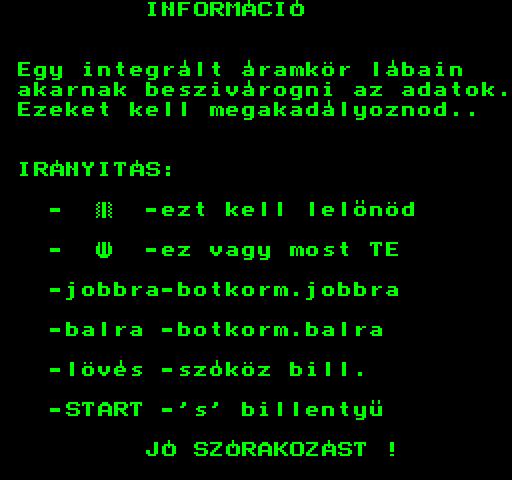 INFORMÁCIÓ
Egy integrált áramkör lábain
akarnak beszivárogni az adatok.
Ezeket kell megakadályoznod..
IRÁNYITÁS:
- -ezt kell lelönöd
- -ez vagy most TE
-jobbra-botkorm.jobbra
-balra -botkorm.balra
-lövés -szóköz bill.
-START -'s' billentyü
JÓ SZÓRAKOZÁST !